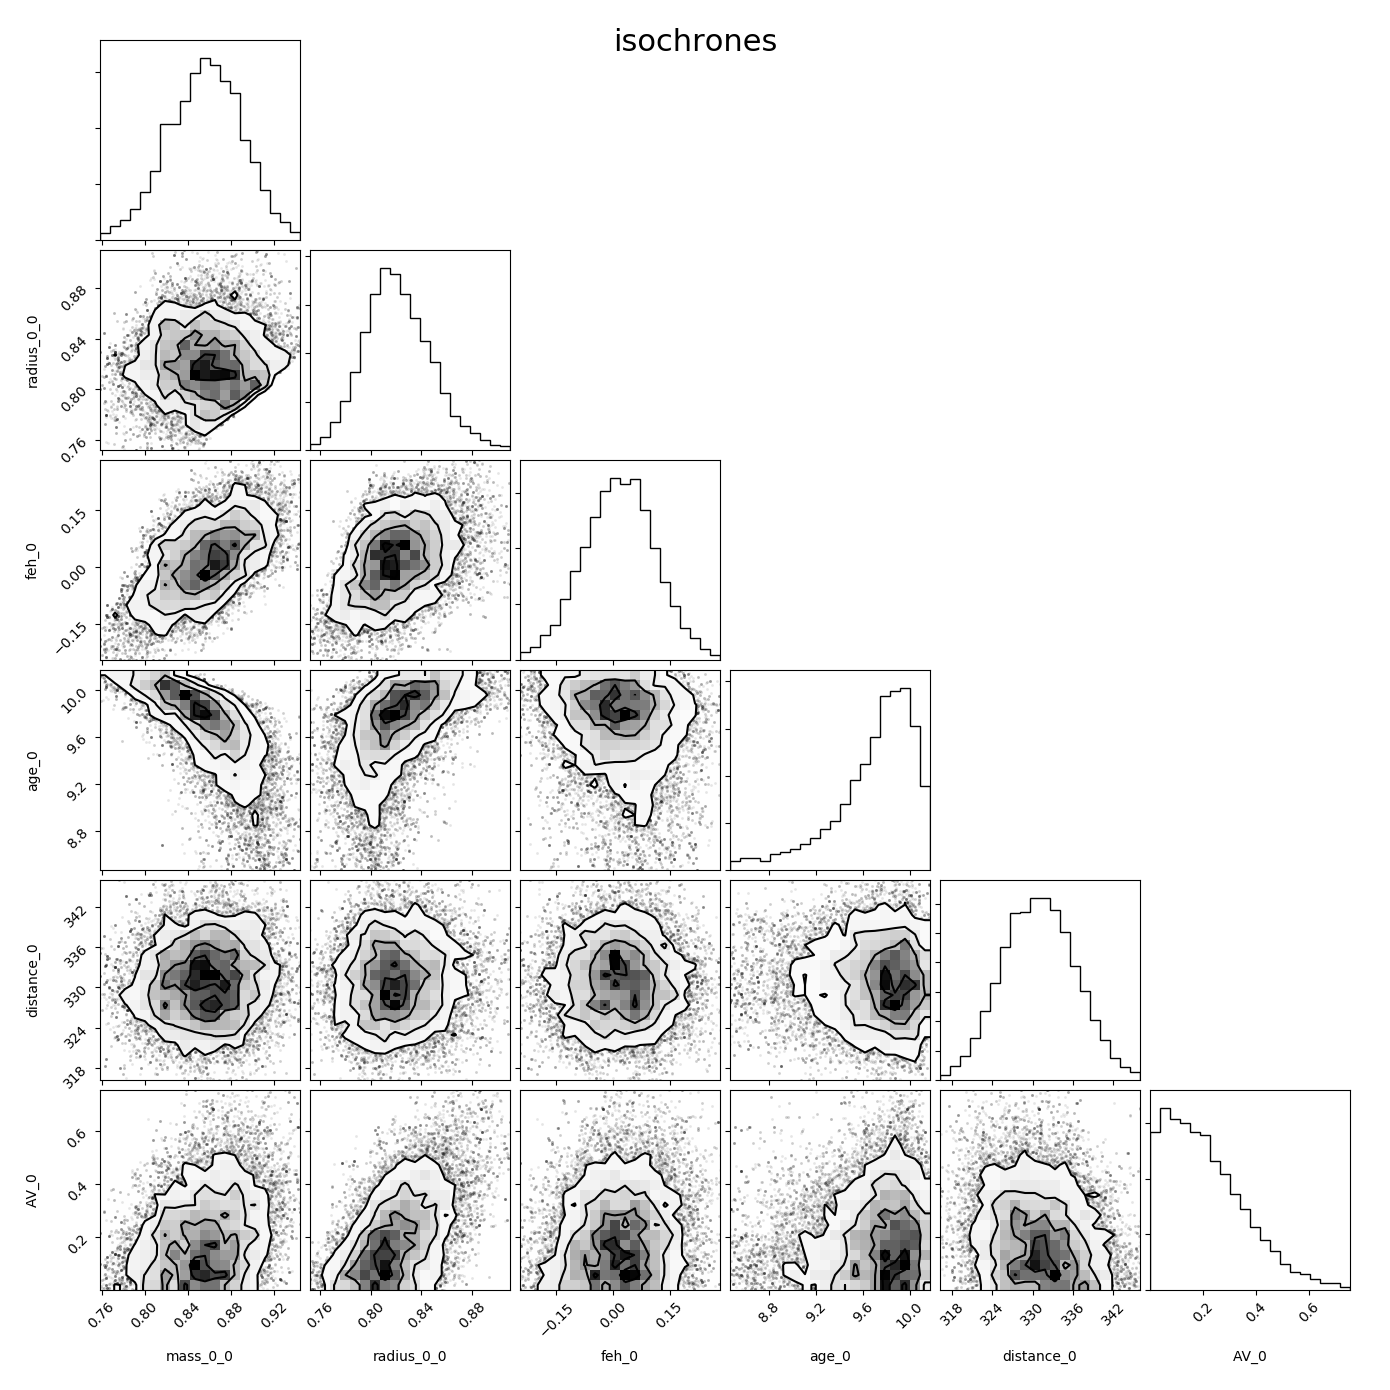 isochrones
radius_0_0
0.88
0.84
0.80
0.76
feh_0
0.15
0.00
−0.15
age_0
10.0
9.6
9.2
8.8
distance_0
342
336
330
324
318
AV_0
0.6
0.4
0.2
0.76 0.80 0.84 0.88 0.92
0.76 0.80 0.84 0.88
−0.15 0.00 0.15
8.8 9.2 9.6 10.0
318 324 330 336 342
0.2 0.4 0.6
mass_0_0 radius_0_0 feh_0 age_0 distance_0 AV_0